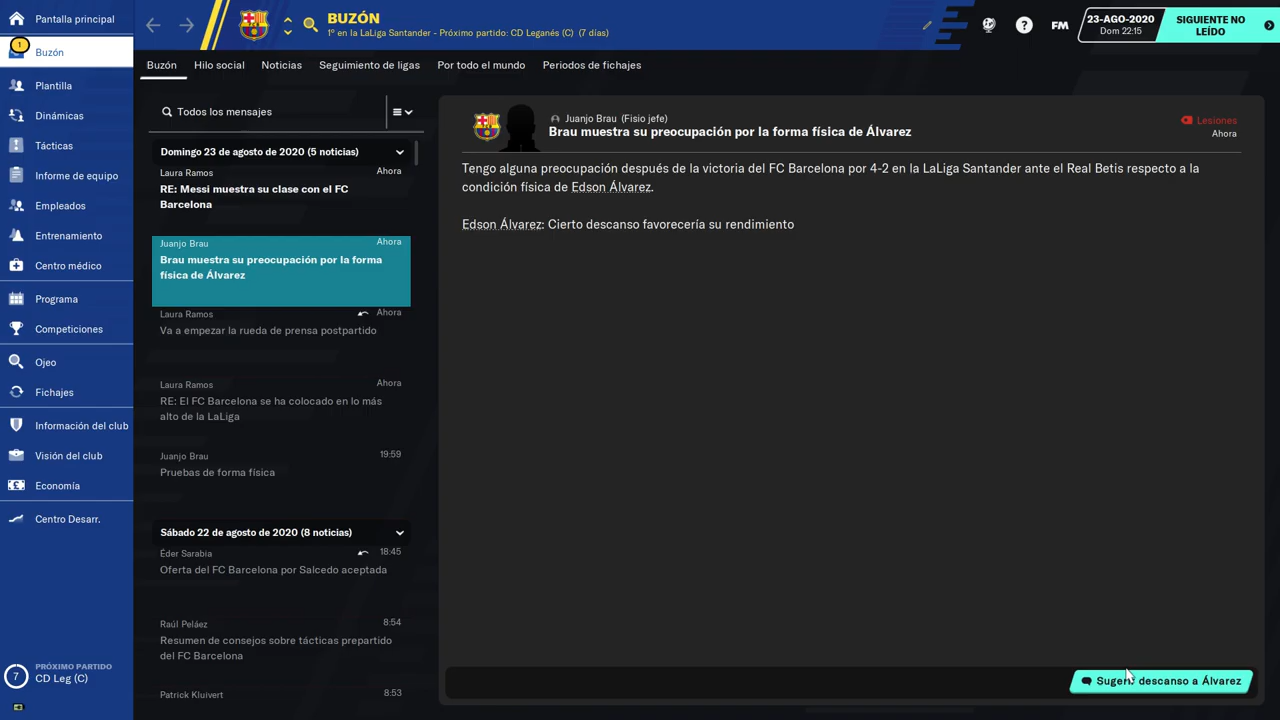 Pantalla principal
1
Buzón
Plantilla
Dinámicas
Tácticas
Informe de equipo
Empleados
Entrenamiento
Centro médico
Programa
Competiciones
Ojeo
Fichajes
Información del club
Visión del club
Economía
Centro Desarr.
7
PRÓXIMO PARTIDO
CD Leg (C)
BUZÓN
1º en la LaLiga Santander - Próximo partido: CD Leganés (C) (7 días)
?
FM
23-AGO-2020
Dom 22:15
SIGUIENTE NO
LEÍDO
Buzón Hilo social Noticias Seguimiento de ligas Por todo el mundo Periodos de fichajes
Todos los mensajes
Domingo 23 de agosto de 2020 (5 noticias)
Laura Ramos Ahora
RE: Messi muestra su clase con el FC
Barcelona
Juanjo Brau Ahora
Brau muestra su preocupación por la forma
física de Álvarez
Laura Ramos Ahora
Va a empezar la rueda de prensa postpartido
Laura Ramos Ahora
RE: El FC Barcelona se ha colocado en lo más
alto de la LaLiga
Juanjo Brau 19:59
Pruebas de forma física
Sábado 22 de agosto de 2020 (8 noticias)
Éder Sarabia 18:45
Oferta del FC Barcelona por Salcedo aceptada
Raúl Peláez 8:54
Resumen de consejos sobre tácticas prepartido
del FC Barcelona
Patrick Kluivert 8:53
Juanjo Brau (Fisio jefe)
Brau muestra su preocupación por la forma física de Álvarez
Lesiones
Ahora
Tengo alguna preocupación después de la victoria del FC Barcelona por 4-2 en la LaLiga Santander ante el Real Betis respecto a la
condición física de Edson Álvarez.
Edson Álvarez: Cierto descanso favorecería su rendimiento
Sugerir descanso a Álvarez